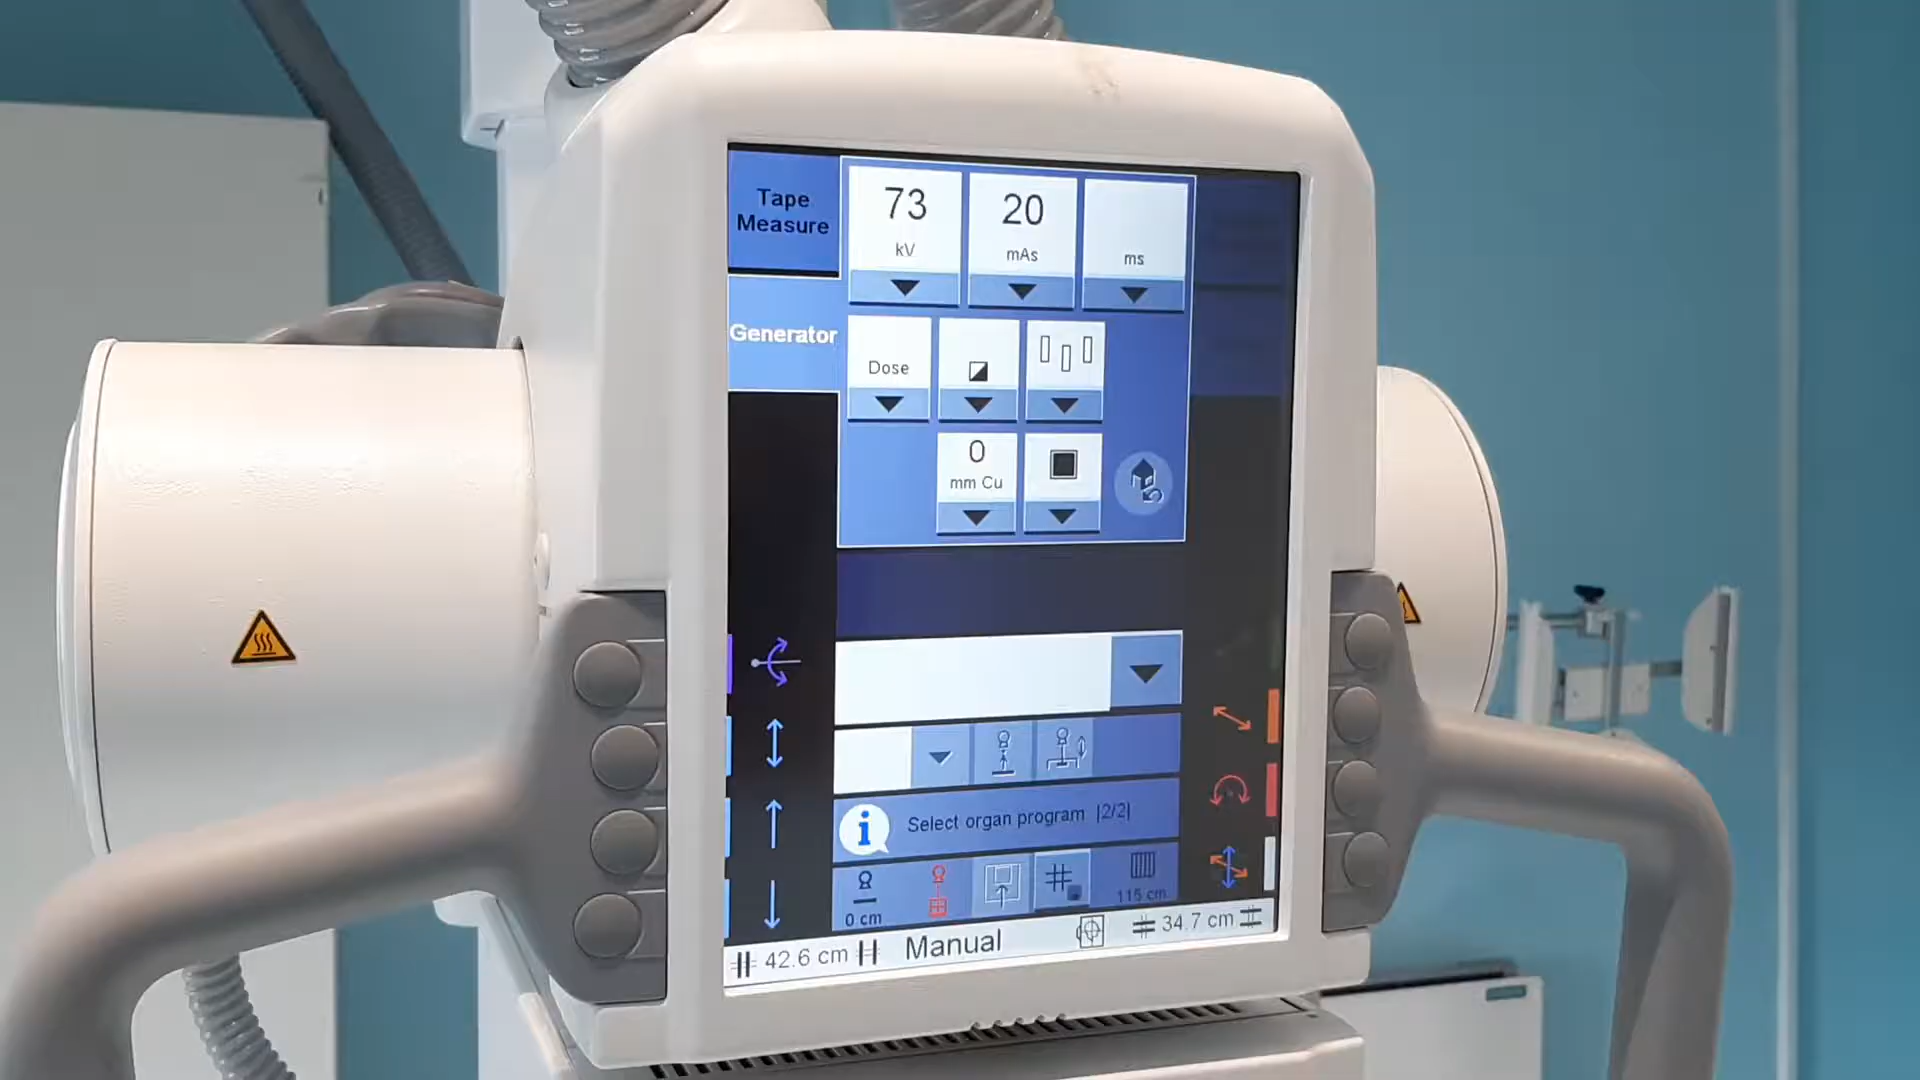 Tape
Measure
73
kV
20
mAs
ms
Generator
Dose
0
mm Cu
Select organ program |2/2|
0 cm
115 cm
42.6 cm
Manual
34.7 cm